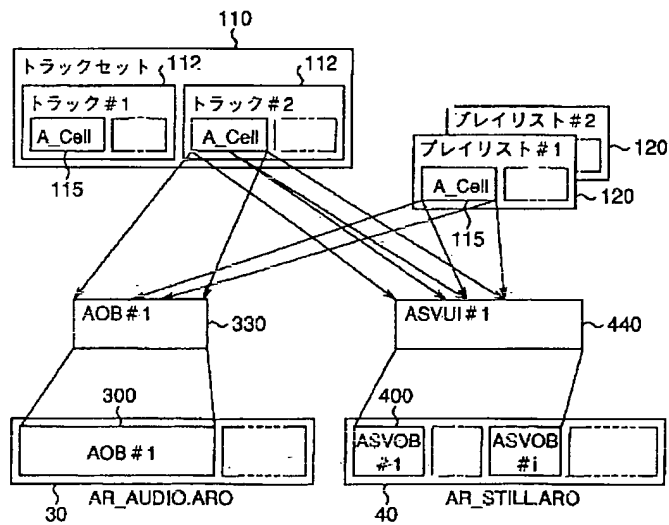 110
トラックセット
112
112
トラック#1
トラック#2
A_Cell
A_Cell
115
プレイリスト#2
プレイリスト#1
120
A_Cell
120
115
AOB#1
330
ASVUI#1
440
300
400
AOB#1
ASVOB
#1
ASVOB
#i
30
AR_AUDIO.ARO
40
AR_STILL.ARO